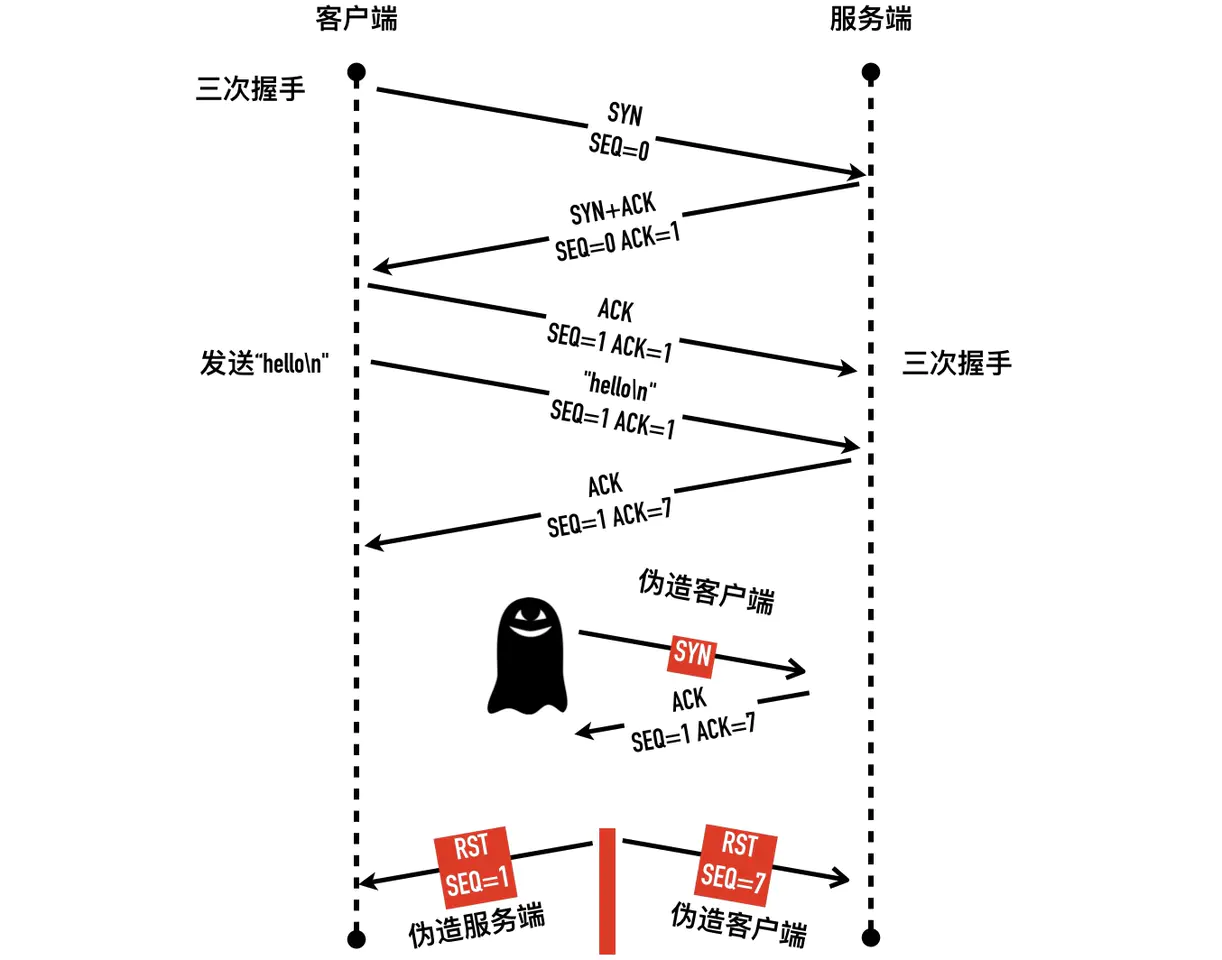 客户端
服务端
三次握手
SYN
SEQ=0
SYN+ACK
SEQ=0 ACK=1
ACK
SEQ=1 ACK=1
三次握手
发送“hello\n"
"hello\n"
SEQ=1 ACK=1
ACK
SEQ=1 ACK=7
伪造客户端
SYN
ACK
SEQ=1 ACK=7
RST
SEQ=1
伪造服务端
RST
SEQ=7
伪造客户端